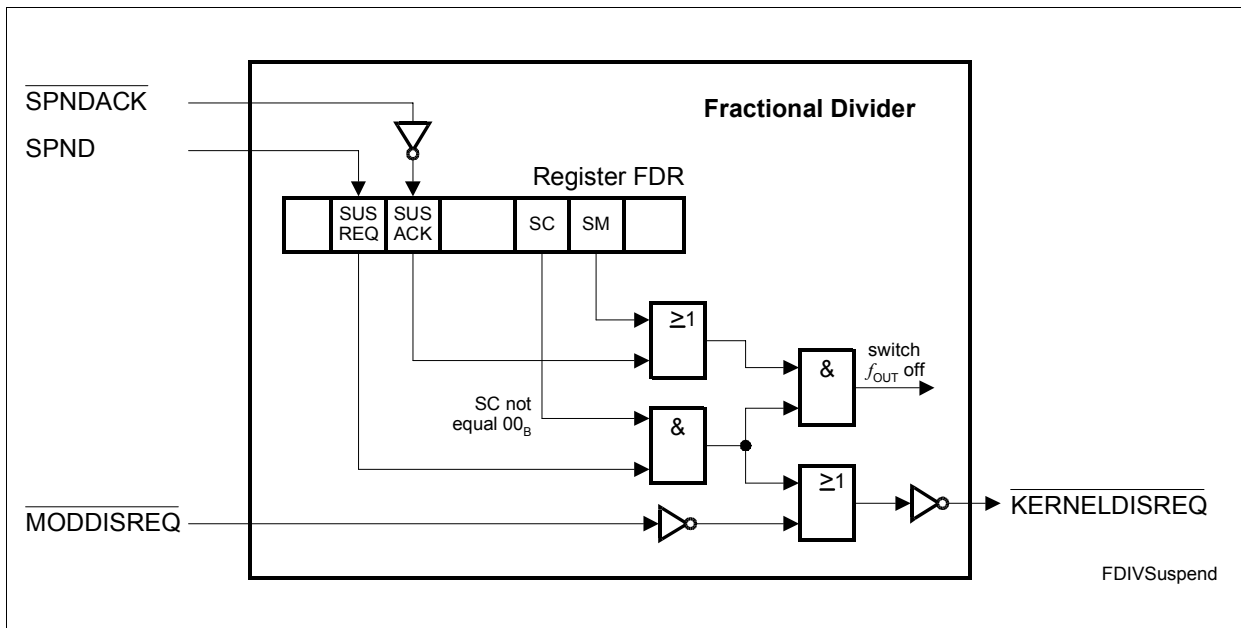 SPNDACK
Fractional Divider
SPND
Register FDR
SUS REQ
SUS ACK
SC
SM
≥1
switch
fOUT off
&
SC not
equal 00B
&
≥1
MODDISREQ
KERNELDISREQ
FDIVSuspend